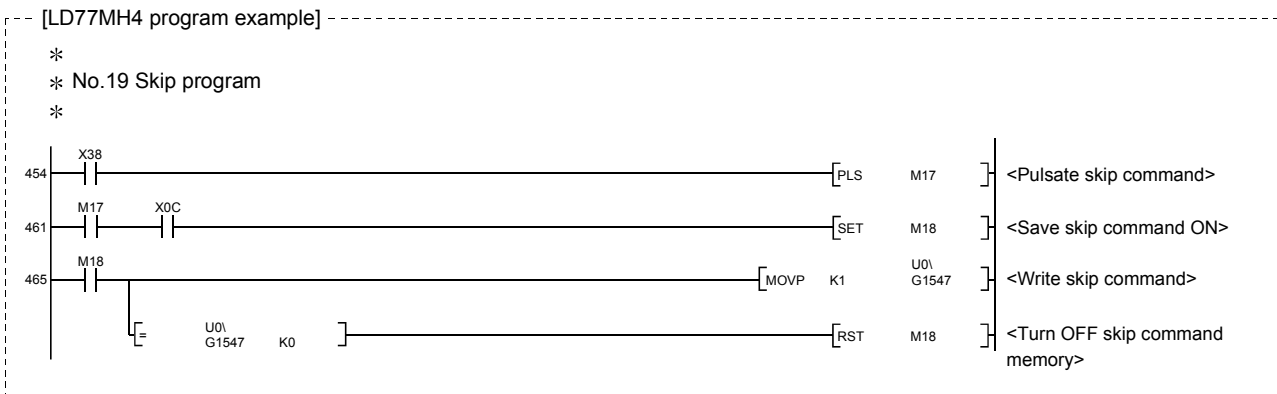 [LD77MH4 program example]
*
* No.19 Skip program
*
X38
454 PLS M17 <Pulsate skip command>
M17 X0C
461 SET M18 <Save skip command ON>
M18 U0\
465 MOVP K1 G1547 <Write skip command>
= U0\ G1547 K0 RST M18 <Turn OFF skip command
memory>